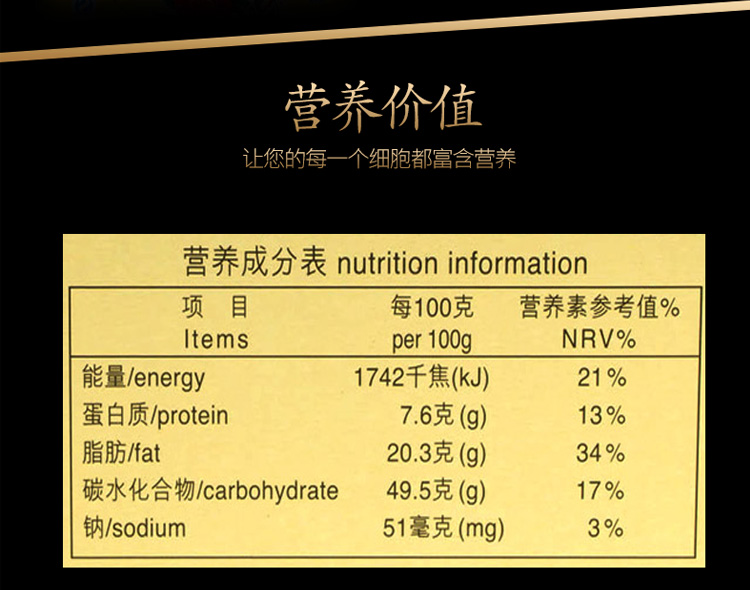 营养价值
让您的每一个细胞都富含营养
营养成分表 nutrition information
项 目 每100克 营养素参考值%
Items per 100g NRV%
能量/energy 1742千焦(kJ) 21%
蛋白质/protein 7.6克(g) 13%
脂肪/fat 20.3克(g) 34%
碳水化合物/carbohydrate 49.5克(g) 17%
钠/sodium 51毫克(mg) 3%